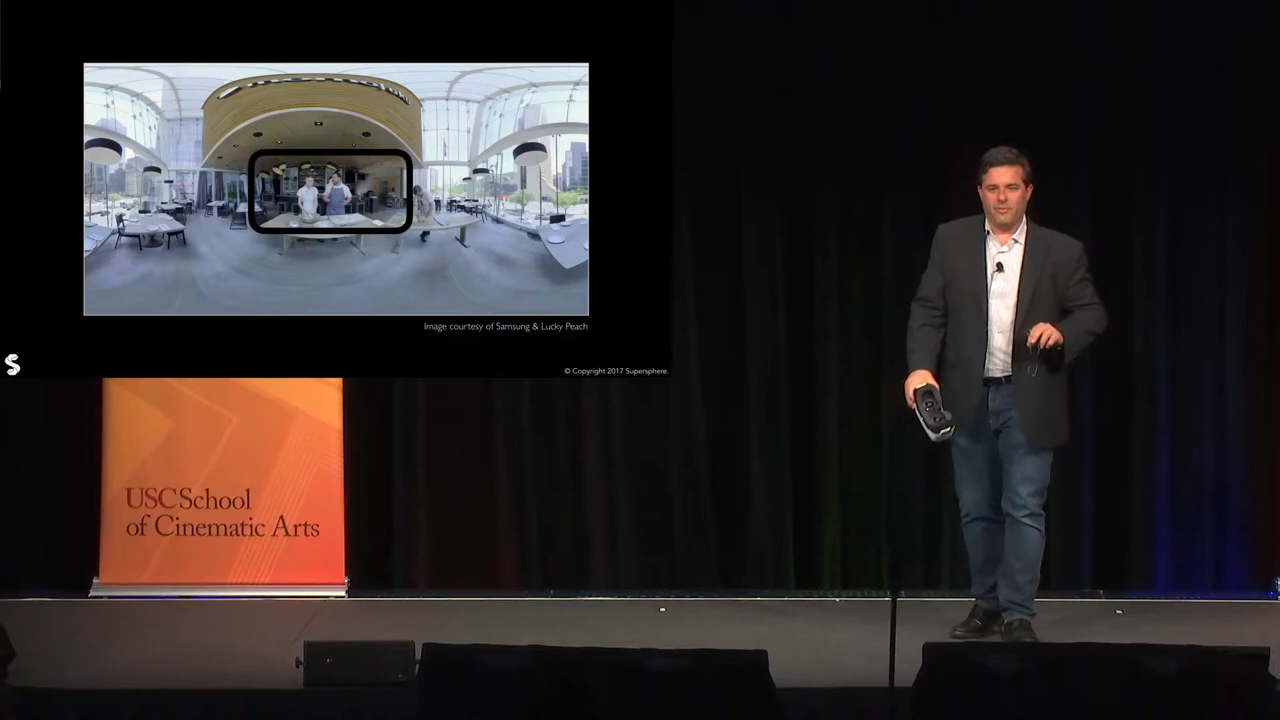 Image courtesy of Samsung & Lucky Peach
S
© Copyright 2017 Supersphere.
USC School
of Cinematic Arts